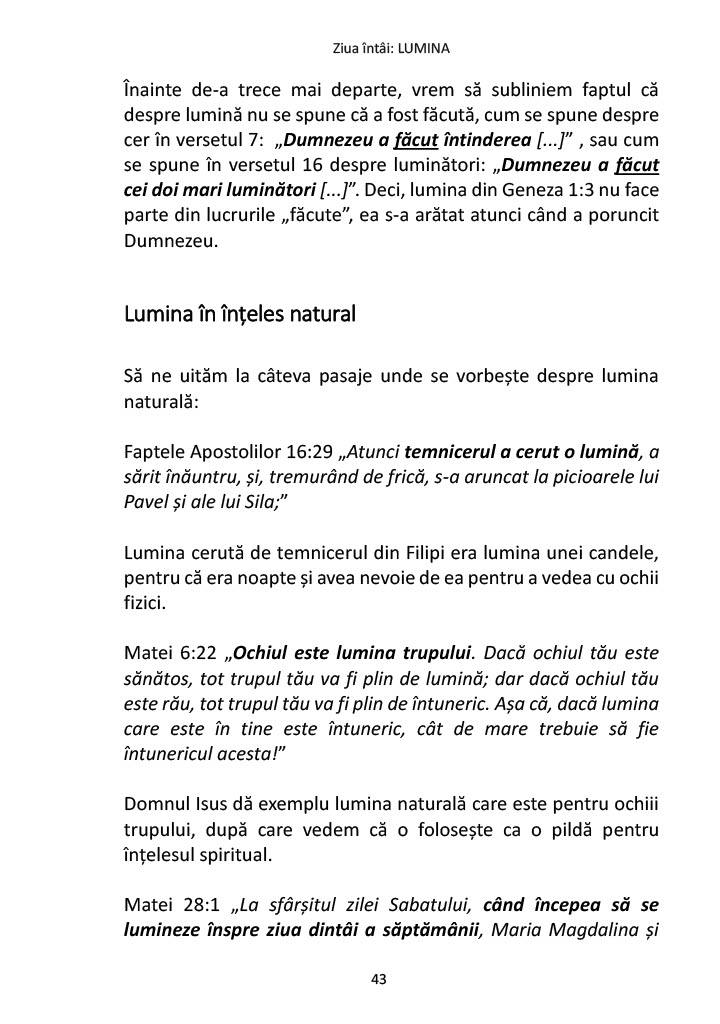 Ziua întâi: LUMINA
Înainte de-a trece mai departe, vrem să subliniem faptul că
despre lumină nu se spune că a fost făcută, cum se spune despre
cer în versetul 7: „Dumnezeu a făcut întinderea [...]” , sau cum
se spune în versetul 16 despre luminători: „Dumnezeu a făcut
cei doi mari luminători [...]”. Deci, lumina din Geneza 1:3 nu face
parte din lucrurile „făcute”, ea s-a arătat atunci când a poruncit
Dumnezeu.
Lumina în înțeles natural
Să ne uităm la câteva pasaje unde se vorbește despre lumina
naturală:
Faptele Apostolilor 16:29 „Atunci temnicerul a cerut o lumină, a
sărit înăuntru, și, tremurând de frică, s-a aruncat la picioarele lui
Pavel și ale lui Sila;”
Lumina cerută de temnicerul din Filipi era lumina unei candele,
pentru că era noapte și avea nevoie de ea pentru a vedea cu ochii
fizici.
Matei 6:22 „Ochiul este lumina trupului. Dacă ochiul tău este
sănătos, tot trupul tău va fi plin de lumină; dar dacă ochiul tău
este rău, tot trupul tău va fi plin de întuneric. Așa că, dacă lumina
care este în tine este întuneric, cât de mare trebuie să fie
întunericul acesta!”
Domnul Isus dă exemplu lumina naturală care este pentru ochiii
trupului, după care vedem că o folosește ca o pildă pentru
înțelesul spiritual.
Matei 28:1 „La sfârșitul zilei Sabatului, când începea să se
lumineze înspre ziua dintâi a săptămânii, Maria Magdalina și
43